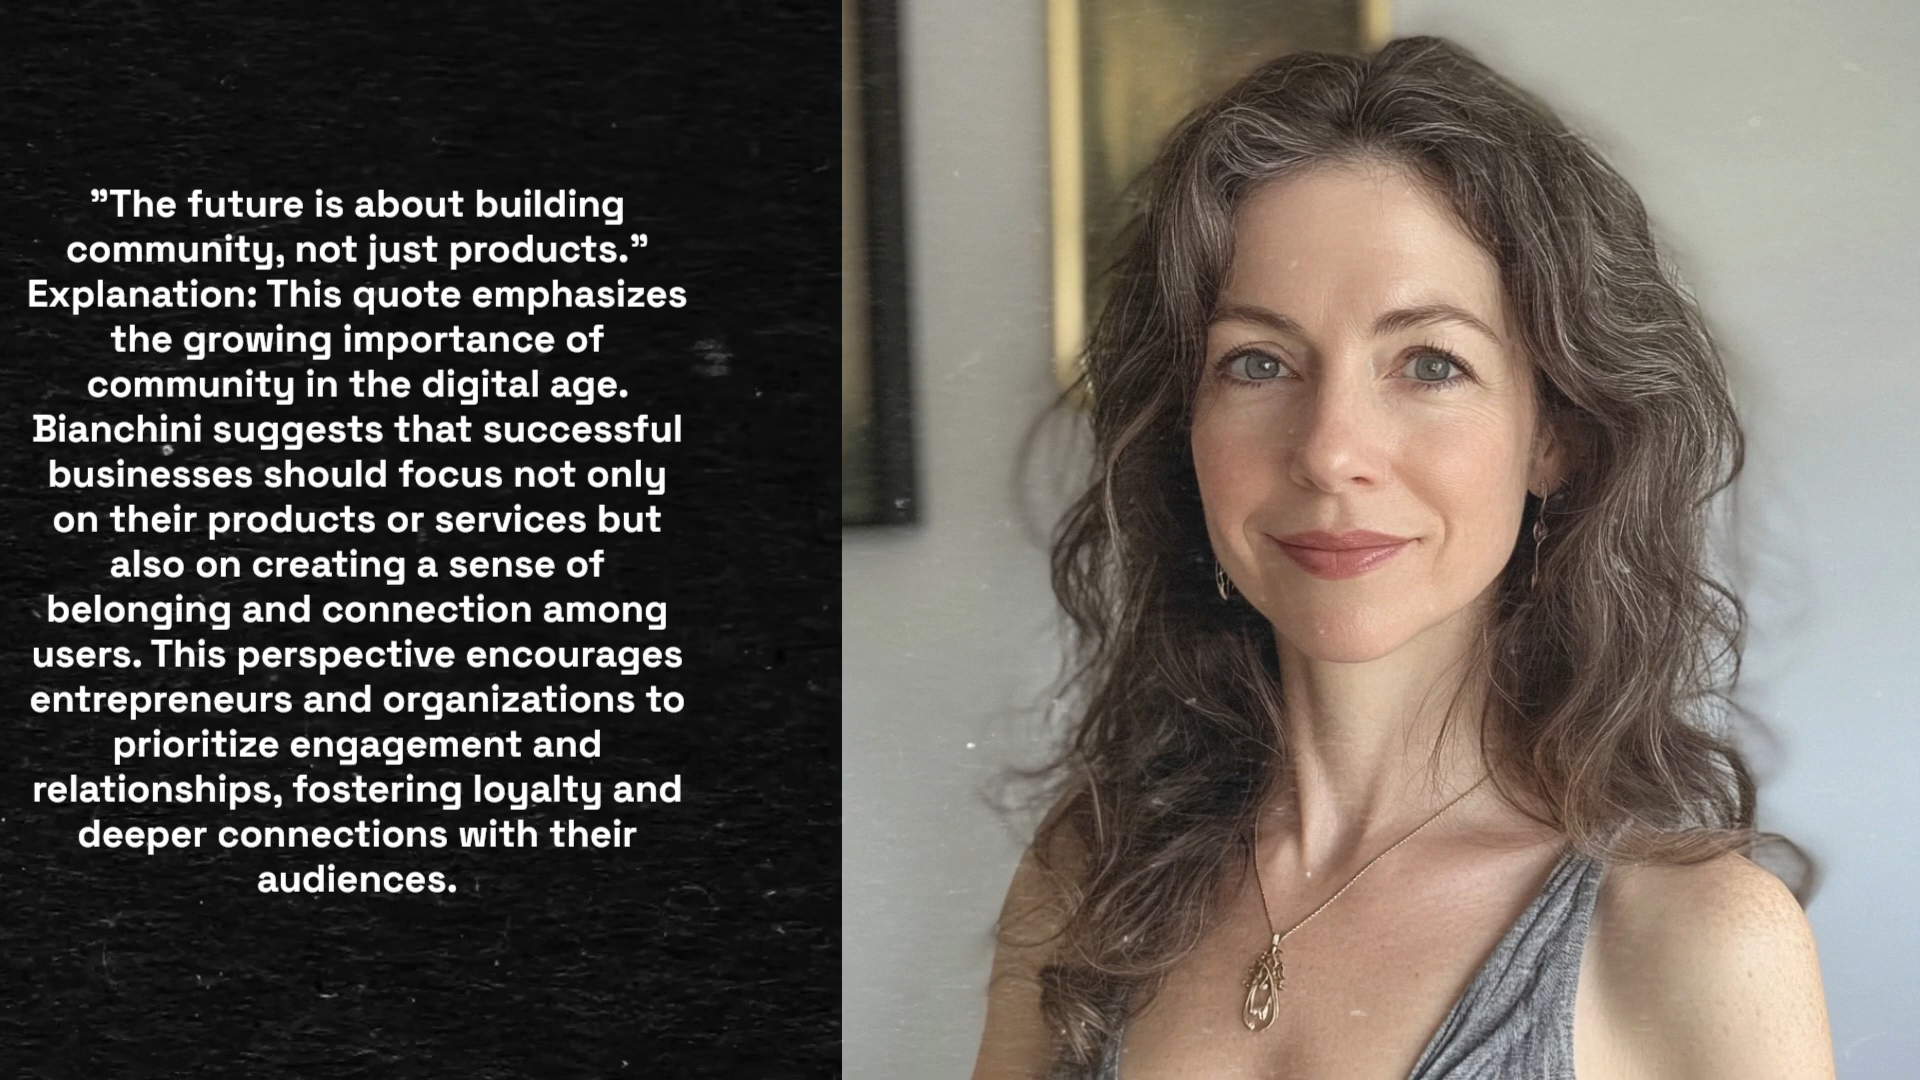 ”The future is about building
community, not just products.”
Explanation: This quote emphasizes
the growing importance of
community in the digital age.
Bianchini suggests that successful
businesses should focus not only
on their products or services but
also on creating a sense of
belonging and connection among
users. This perspective encourages
entrepreneurs and organizations to
prioritize engagement and
relationships, fostering loyalty and
deeper connections with their
audiences.